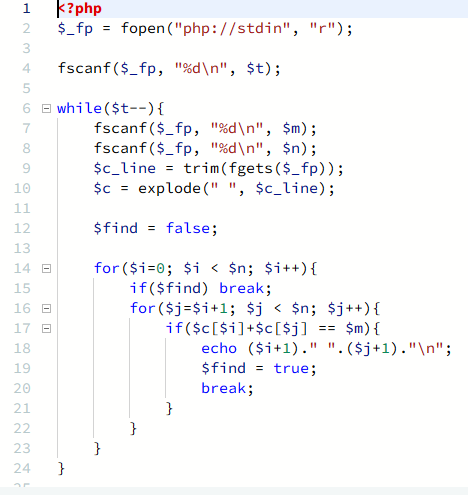 1 <?php
2 $_fp = fopen("php://stdin", "r");
3
4 fscanf($_fp, "%d\n", $t);
5
6 while($t--){
7     fscanf($_fp, "%d\n", $m);
8     fscanf($_fp, "%d\n", $n);
9     $c_line = trim(fgets($_fp));
10     $c = explode(" ", $c_line);
11
12     $find = false;
13
14     for($i=0; $i < $n; $i++){
15         if($find) break;
16         for($j=$i+1; $j < $n; $j++){
17             if($c[$i]+$c[$j] == $m){
18                 echo ($i+1)." ".($j+1)."\n";
19                 $find = true;
20                 break;
21             }
22         }
23     }
24 }
25